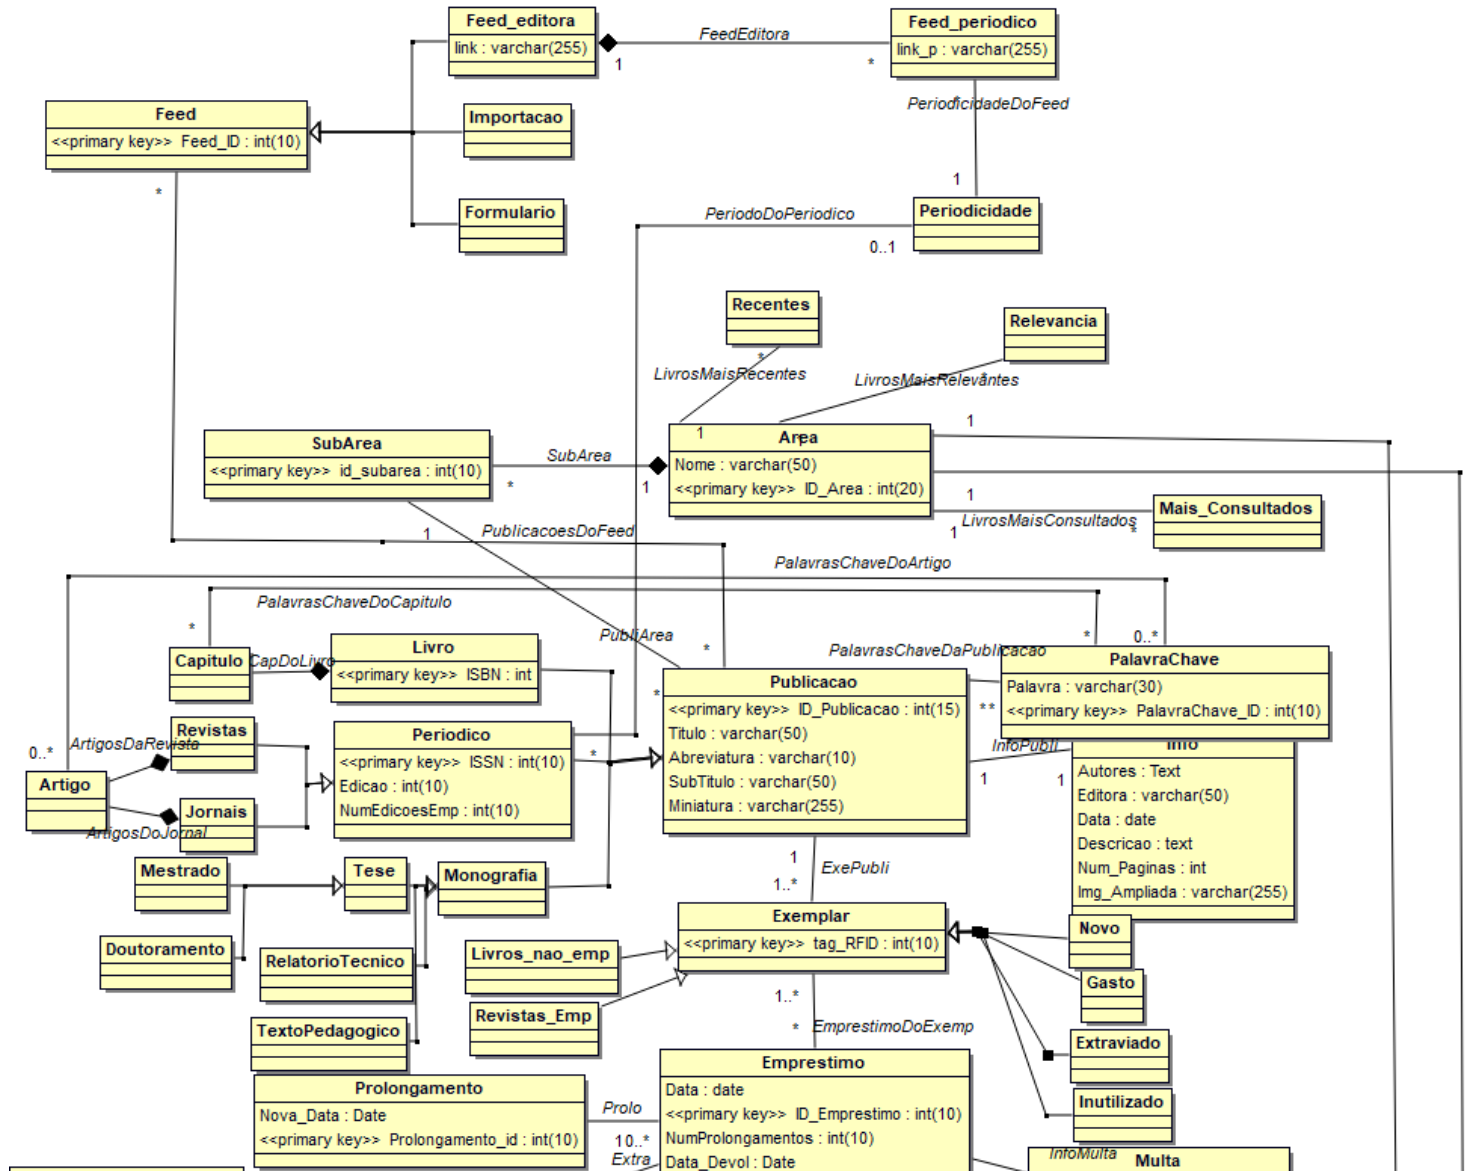 Feed_editora
link : varchar(255)
FeedEditora
1
*
Feed_periodico
link_p : varchar(255)
PeriodicidadeDoFeed
*
1
Feed
<<primary key>> Feed_ID : int(10)
*
Importacao
Formulario
PeriodoDoPeriodico
0..1
Periodicidade
Recentes
*
LivrosMaisRecentes
Relevancia
LivrosMaisRelevantes
*
SubArea
<<primary key>> id_subarea : int(10)
SubArea
*
1
1
Area
Nome : varchar(50)
<<primary key>> ID_Area : int(20)
1
1
LivrosMaisConsultados
1
*
Mais_Consultados
1
PublicacoesDoFeed
PalavrasChaveDoArtigo
PalavrasChaveDoCapitulo
*
*
0..*
PubliArea
*
*
PalavrasChaveDaPublicacao
**
Capitulo
CapDoLivro
Livro
<<primary key>> ISBN : int
Publicacao
<<primary key>> ID_Publicacao : int(15)
Titulo : varchar(50)
Abreviatura : varchar(10)
SubTitulo : varchar(50)
Miniatura : varchar(255)
PalavraChave
Palavra : varchar(30)
<<primary key>> PalavraChave_ID : int(10)
Revistas
ArtigosDaRevista
0..*
Artigo
Jornais
ArtigosDoJornal
Periodico
<<primary key>> ISSN : int(10)
Edicao : int(10)
NumEdicoesEmp : int(10)
*
InfoPubli
1
1
Info
Autores : Text
Editora : varchar(50)
Data : date
Descricao : text
Num_Paginas : int
Img_Ampliada : varchar(255)
Mestrado
Tese
Monografia
Doutoramento
RelatorioTecnico
TextoPedagogico
1
ExePubli
1..*
Exemplar
<<primary key>> tag_RFID : int(10)
Livros_nao_emp
Revistas_Emp
Novo
Gasto
Extraviado
Inutilizado
1..*
*
EmprestimoDoExemp
Prolongamento
Nova_Data : Date
<<primary key>> Prolongamento_id : int(10)
Prolo
10..*
Extra
Emprestimo
Data : date
<<primary key>> ID_Emprestimo : int(10)
NumProlongamentos : int(10)
Data_Devol : Date
InfoMulta
Multa